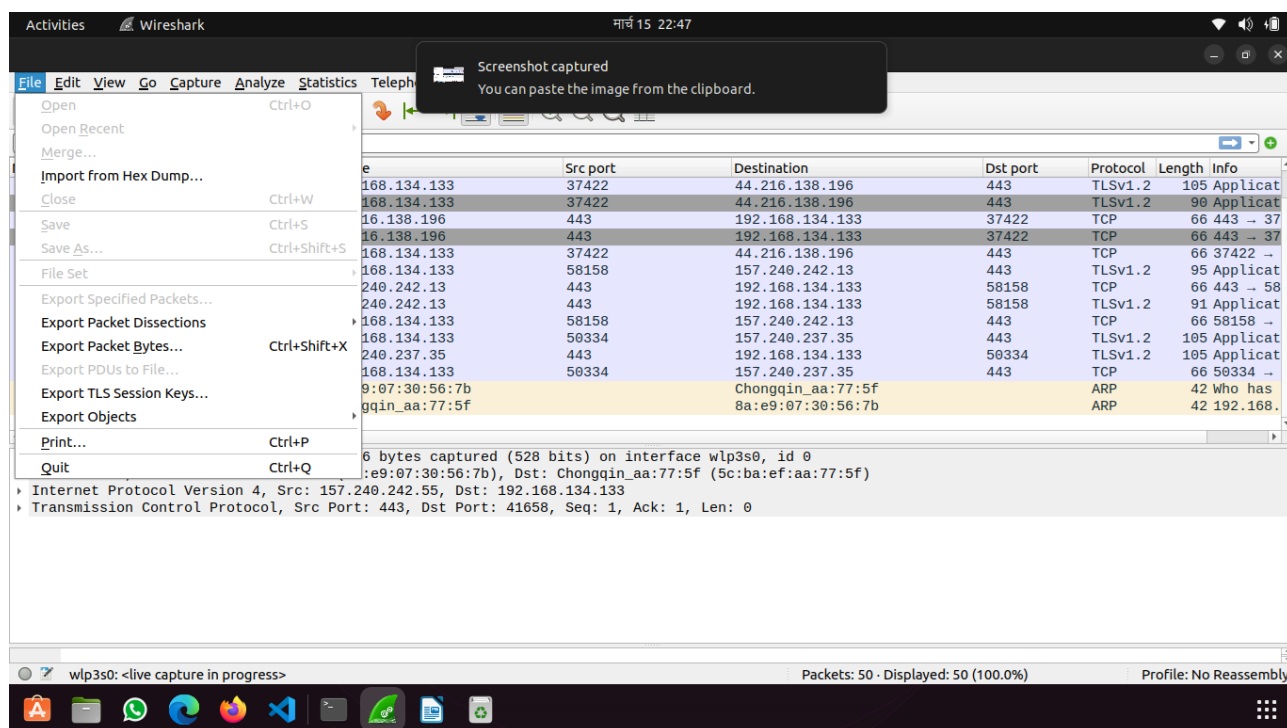 Activities Wireshark मार्च 15 22:47
Screenshot captured
You can paste the image from the clipboard.
File Edit View Go Capture Analyze Statistics Teleph
Open Ctrl+O
Open Recent
Merge...
Import from Hex Dump...
Close Ctrl+W
Save Ctrl+S
Save As... Ctrl+Shift+S
File Set
Export Specified Packets...
Export Packet Dissections
Export Packet Bytes... Ctrl+Shift+X
Export PDUs to File...
Export TLS Session Keys...
Export Objects
Print... Ctrl+P
Quit Ctrl+Q
e Src port Destination Dst port Protocol Length Info
168.134.133 37422 44.216.138.196 443 TLSv1.2 105 Applicat
168.134.133 37422 44.216.138.196 443 TLSv1.2 90 Applicat
16.138.196 443 192.168.134.133 37422 TCP 66 443 → 37
16.138.196 443 192.168.134.133 37422 TCP 66 443 → 37
168.134.133 37422 44.216.138.196 443 TCP 66 37422 →
168.134.133 58158 157.240.242.13 443 TLSv1.2 95 Applicat
240.242.13 443 192.168.134.133 58158 TCP 66 443 → 58
240.242.13 443 192.168.134.133 58158 TLSv1.2 91 Applicat
168.134.133 58158 157.240.242.13 443 TCP 66 58158 →
168.134.133 50334 157.240.237.35 443 TLSv1.2 105 Applicat
240.237.35 443 192.168.134.133 50334 TLSv1.2 105 Applicat
168.134.133 50334 157.240.237.35 443 TCP 66 50334 →
9:07:30:56:7b Chongqin_aa:77:5f ARP 42 Who has
gqin_aa:77:5f 8a:e9:07:30:56:7b ARP 42 192.168.
6 bytes captured (528 bits) on interface wlp3s0, id 0
:e9:07:30:56:7b), Dst: Chongqin_aa:77:5f (5c:ba:ef:aa:77:5f)
Internet Protocol Version 4, Src: 157.240.242.55, Dst: 192.168.134.133
Transmission Control Protocol, Src Port: 443, Dst Port: 41658, Seq: 1, Ack: 1, Len: 0
wlp3s0: <live capture in progress> Packets: 50 · Displayed: 50 (100.0%) Profile: No Reassembly